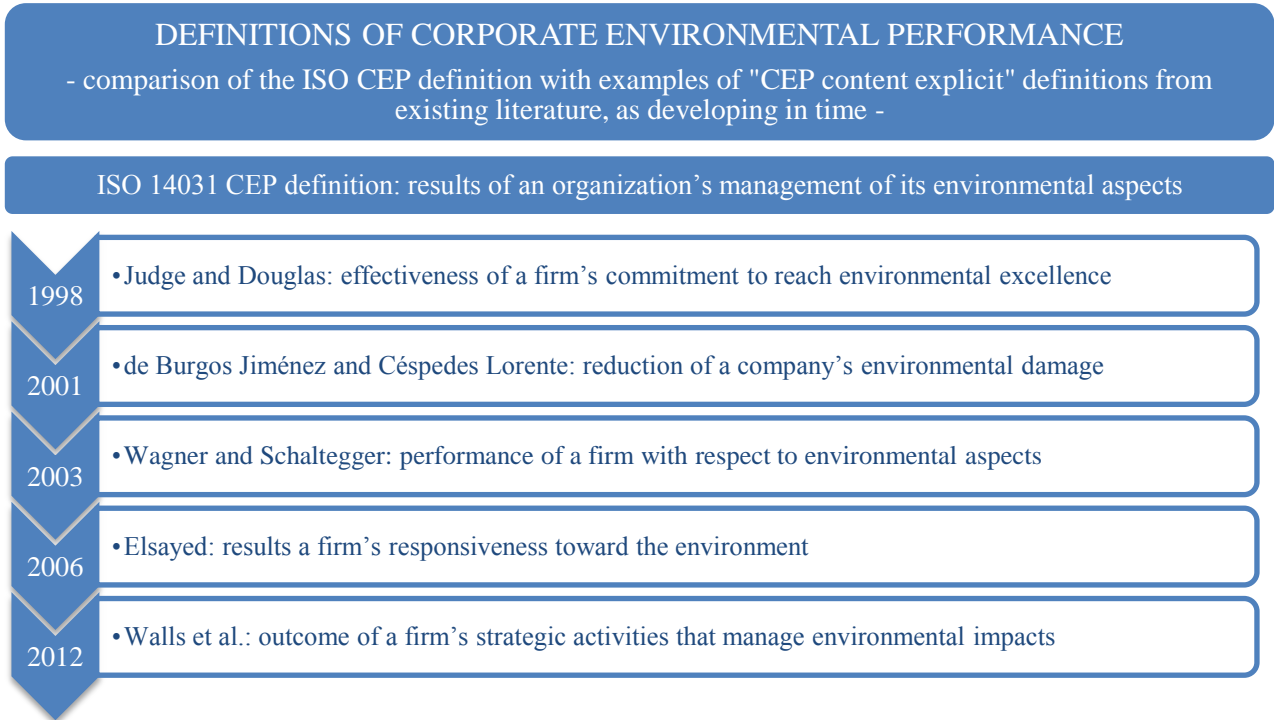 DEFINITIONS OF CORPORATE ENVIRONMENTAL PERFORMANCE
- comparison of the ISO CEP definition with examples of "CEP content explicit" definitions from
existing literature, as developing in time -
ISO 14031 CEP definition: results of an organization’s management of its environmental aspects
1998
•Judge and Douglas: effectiveness of a firm’s commitment to reach environmental excellence
2001
•de Burgos Jiménez and Céspedes Lorente: reduction of a company’s environmental damage
2003
•Wagner and Schaltegger: performance of a firm with respect to environmental aspects
2006
•Elsayed: results a firm’s responsiveness toward the environment
2012
•Walls et al.: outcome of a firm’s strategic activities that manage environmental impacts